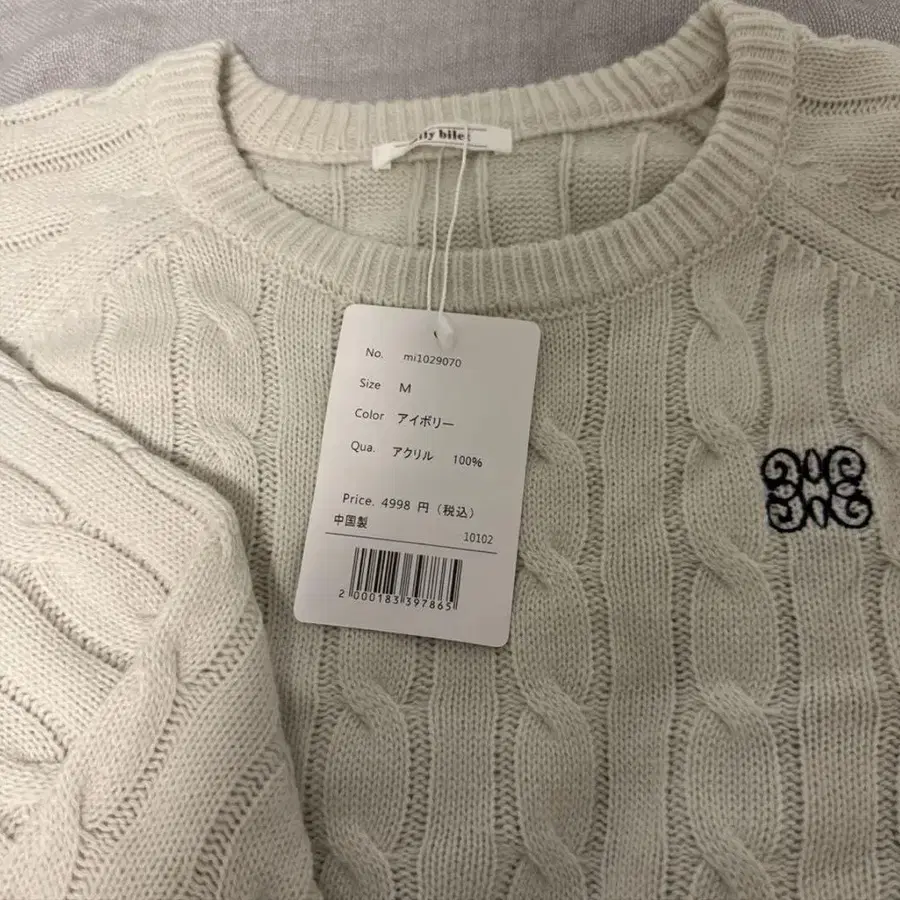 No. mi1029070
Size M
Color アイボリー
Qua. アクリル 100%
Price. 4998 円（税込）
中国製
10102
2 000183 397865